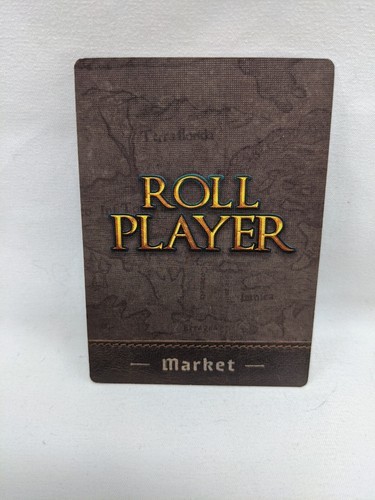 ROLL
PLAYER
— Market —